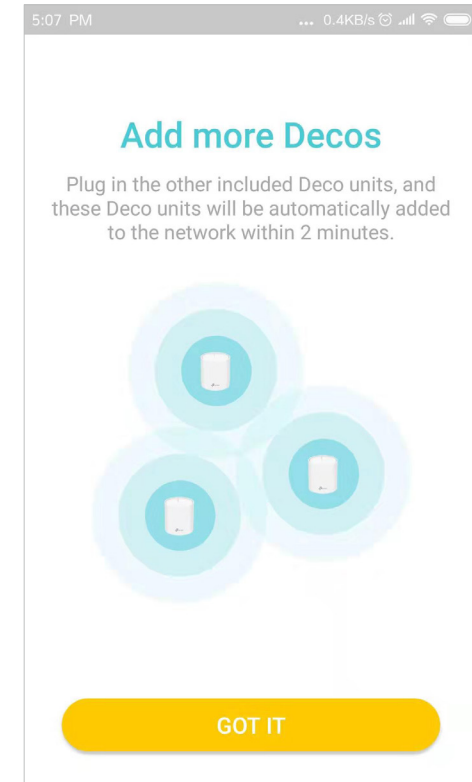 5:07 PM ... 0.4KB/s
Add more Decos
Plug in the other included Deco units, and
these Deco units will be automatically added
to the network within 2 minutes.
GOT IT